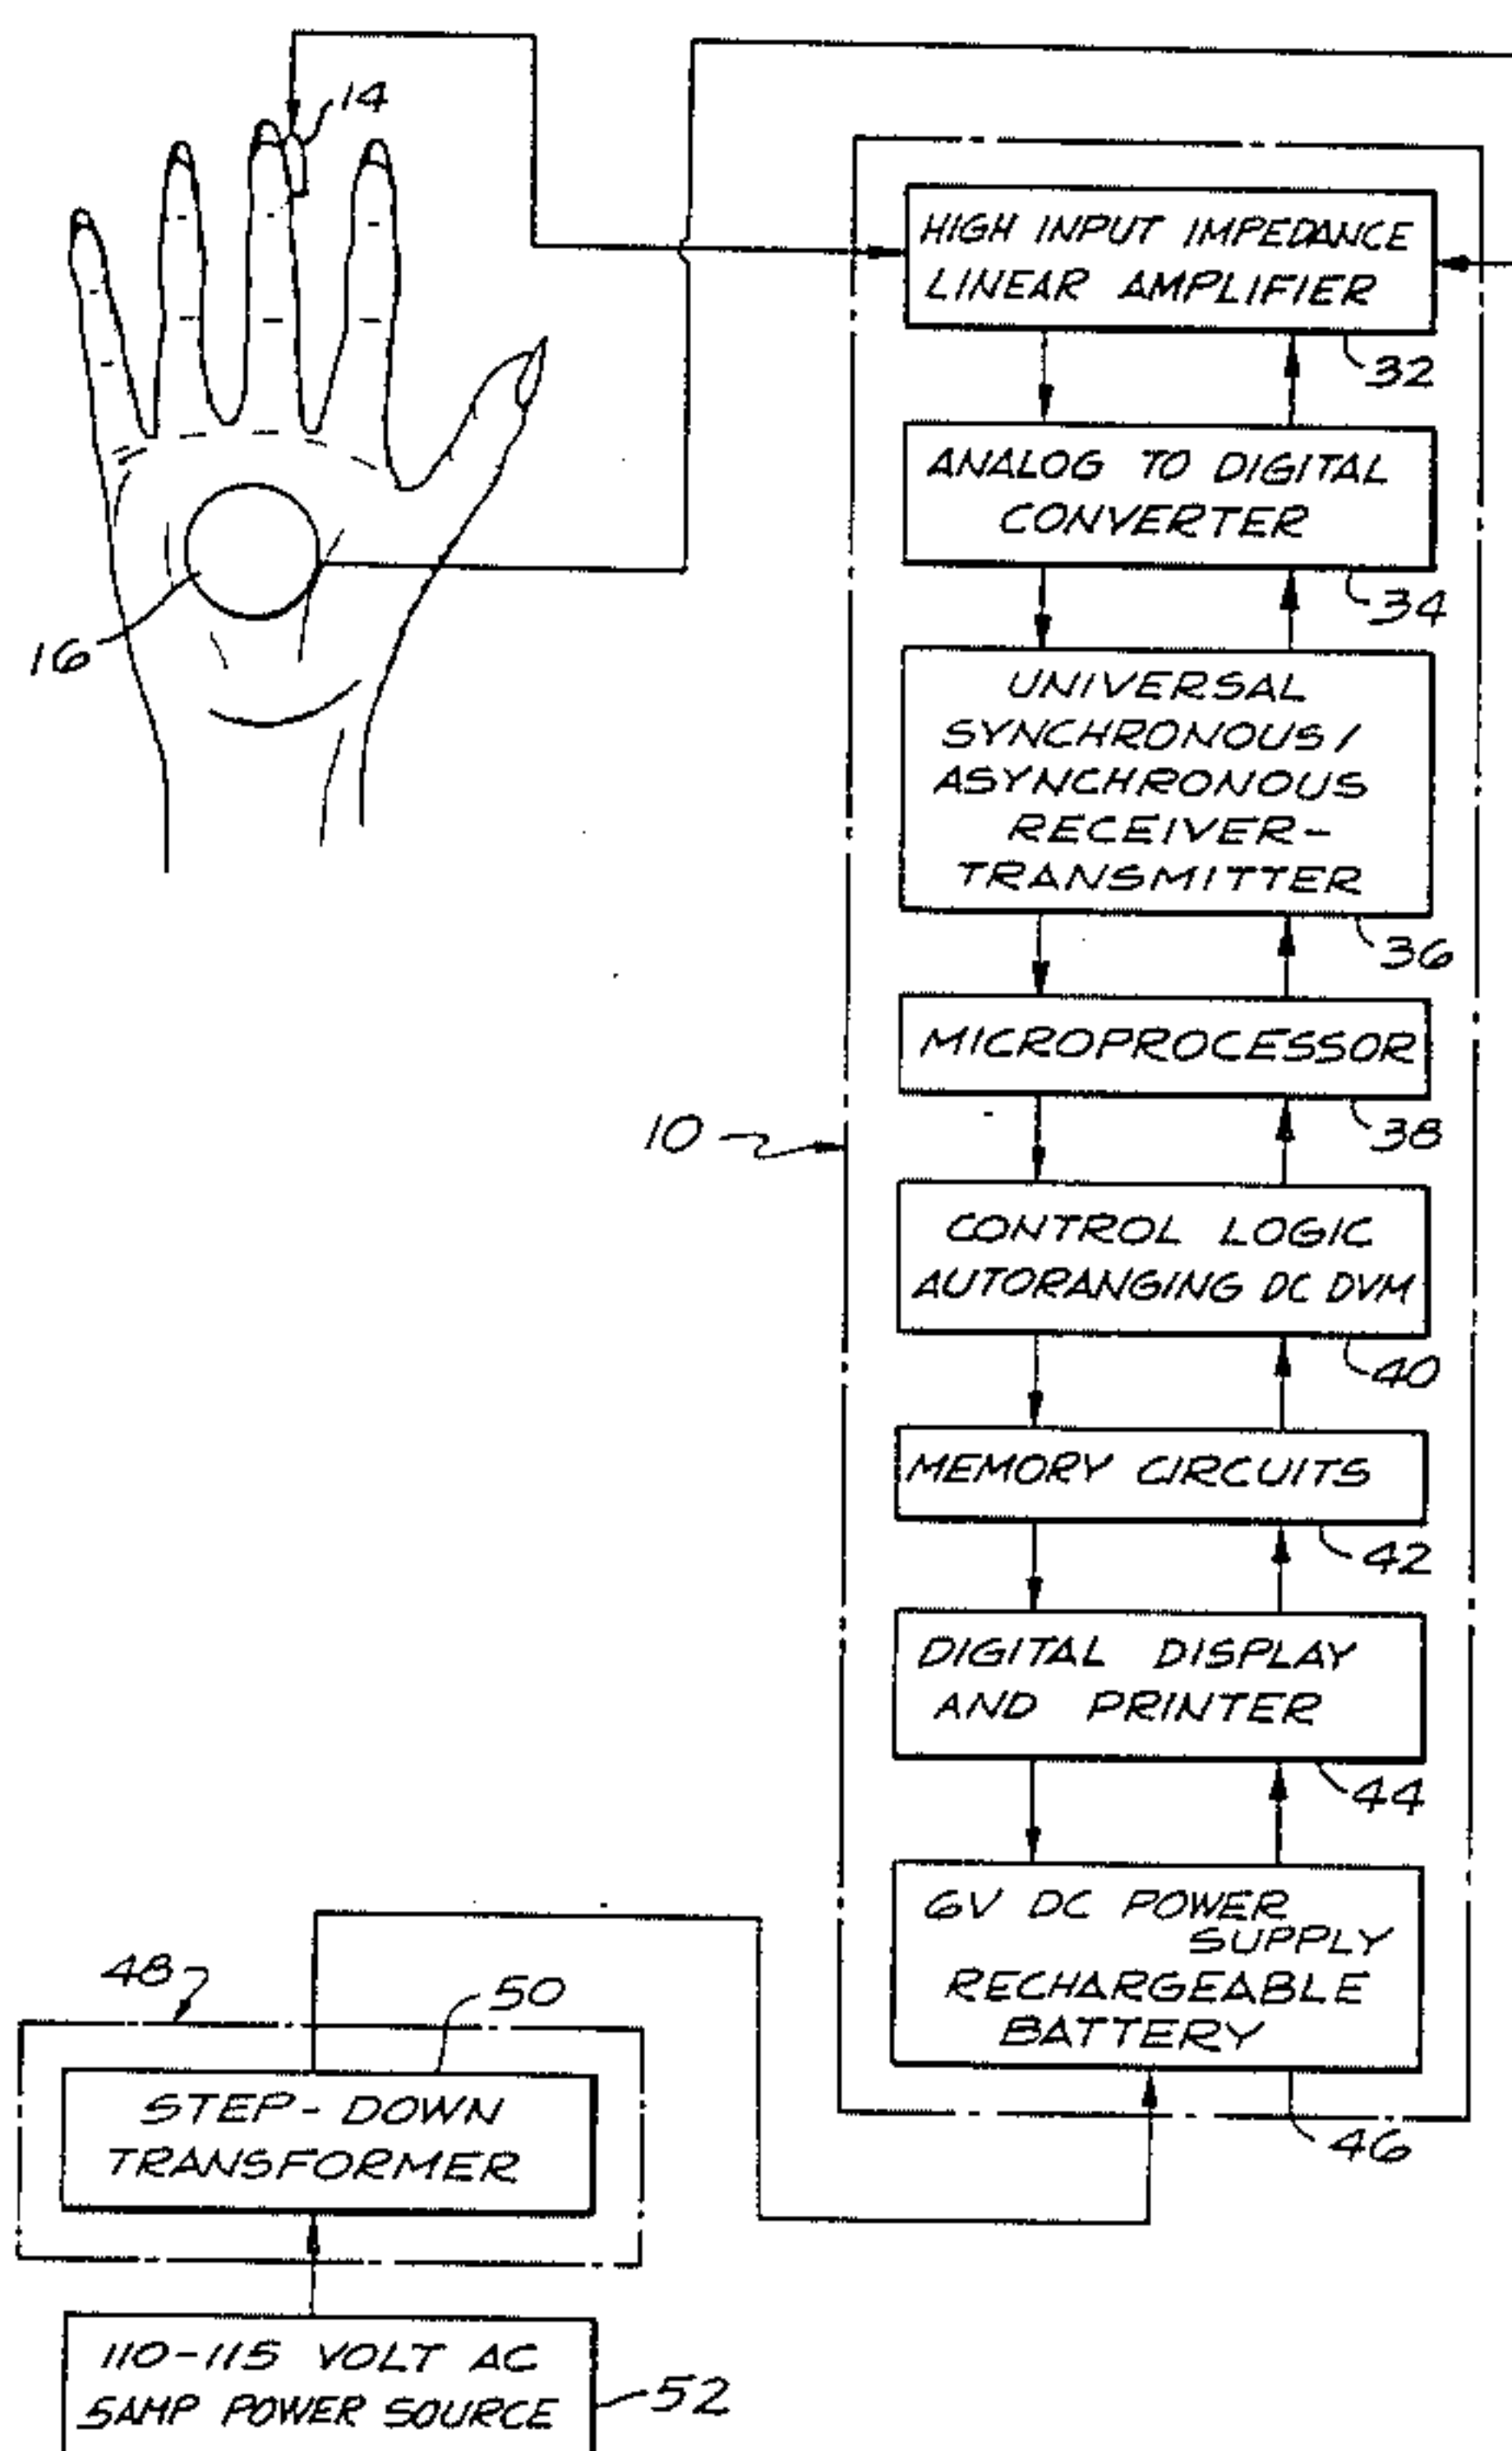 14
HIGH INPUT IMPEDANCE
LINEAR AMPLIFIER
32
ANALOG TO DIGITAL
CONVERTER
34
16
UNIVERSAL
SYNCHRONOUS/
ASYNCHRONOUS
RECEIVER-
TRANSMITTER
36
MICROPROCESSOR
38
10
CONTROL LOGIC
AUTORANGING DC DVM
40
MEMORY CIRCUITS
42
DIGITAL DISPLAY
AND PRINTER
44
6V DC POWER
SUPPLY
RECHARGEABLE
BATTERY
46
48
50
STEP-DOWN
TRANSFORMER
110-115 VOLT AC
5AMP POWER SOURCE
52